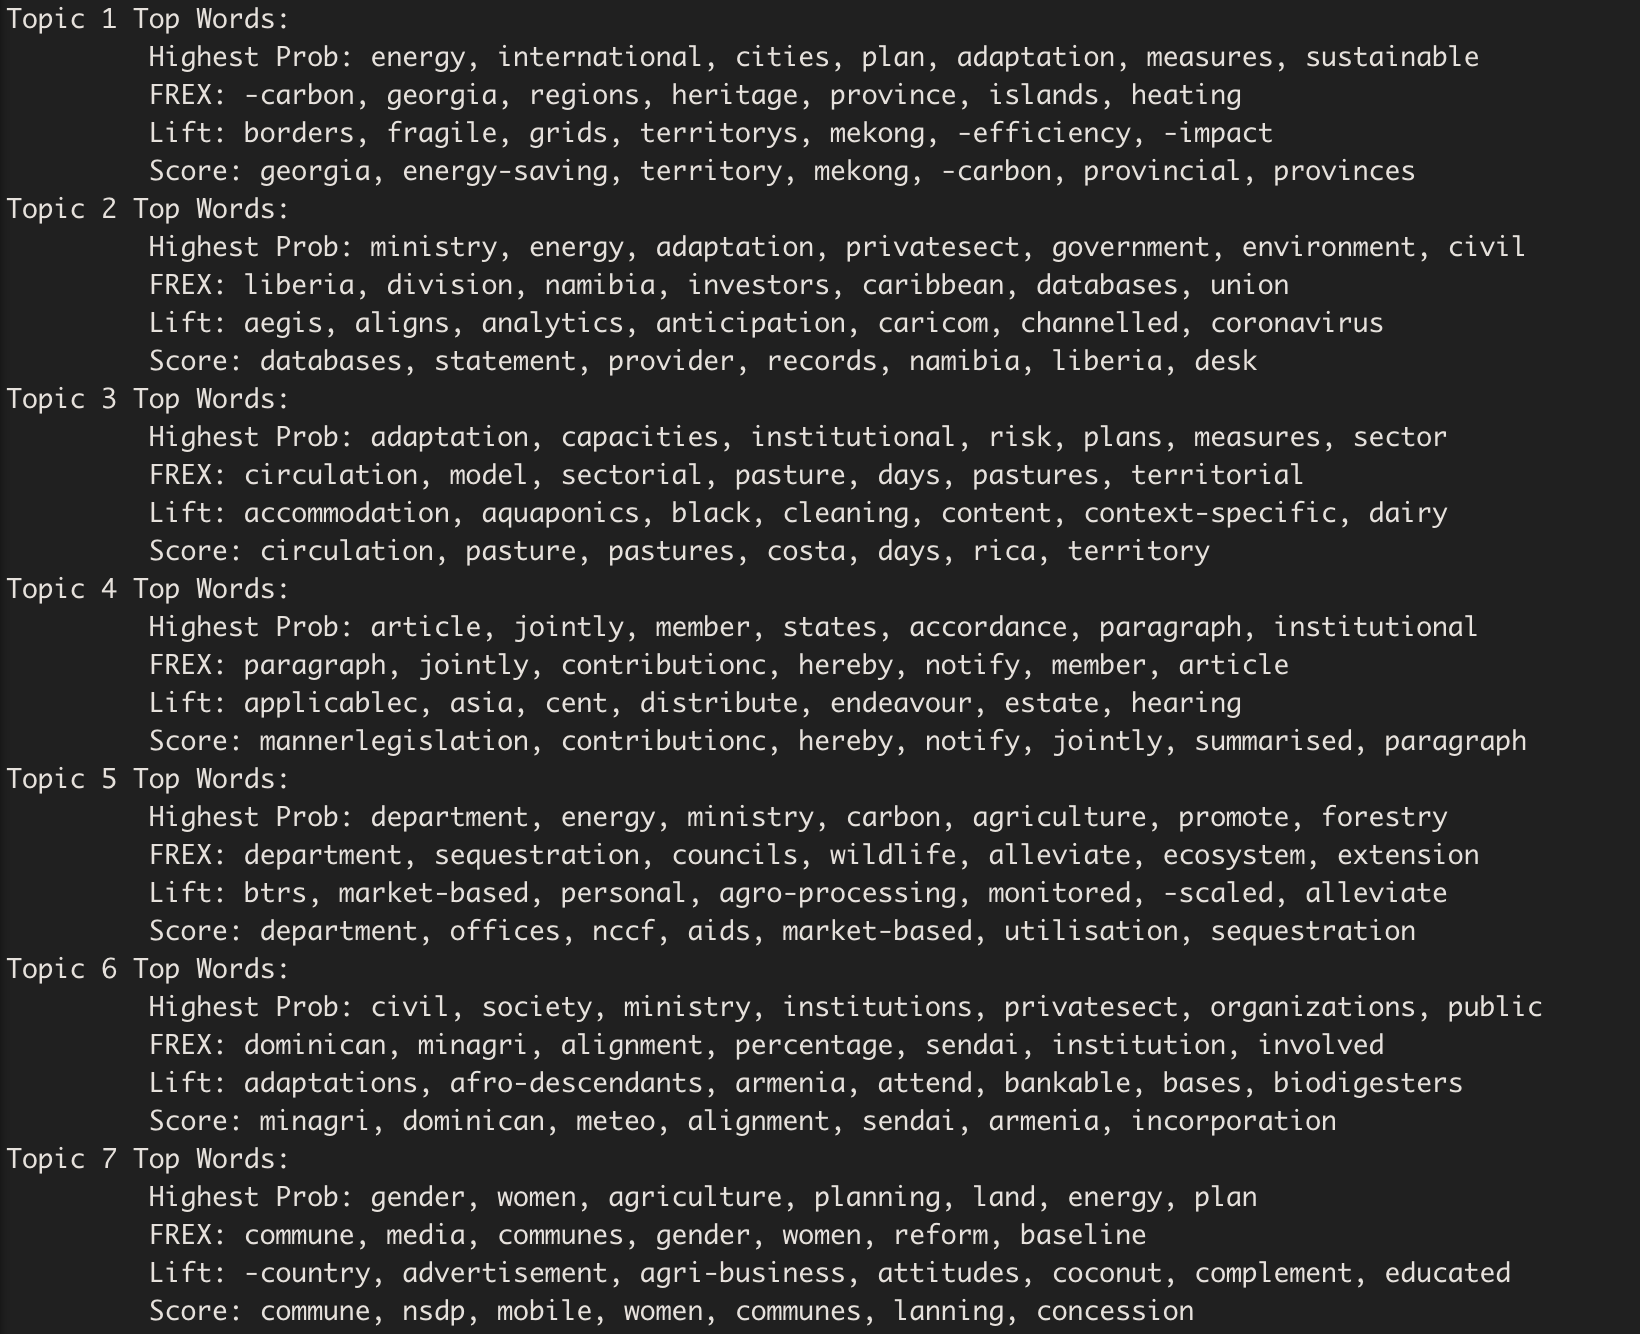 Topic 1 Top Words:
Highest Prob: energy, international, cities, plan, adaptation, measures, sustainable
FREX: -carbon, georgia, regions, heritage, province, islands, heating
Lift: borders, fragile, grids, territorys, mekong, -efficiency, -impact
Score: georgia, energy-saving, territory, mekong, -carbon, provincial, provinces
Topic 2 Top Words:
Highest Prob: ministry, energy, adaptation, privatesect, government, environment, civil
FREX: liberia, division, namibia, investors, caribbean, databases, union
Lift: aegis, aligns, analytics, anticipation, caricom, channelled, coronavirus
Score: databases, statement, provider, records, namibia, liberia, desk
Topic 3 Top Words:
Highest Prob: adaptation, capacities, institutional, risk, plans, measures, sector
FREX: circulation, model, sectorial, pasture, days, pastures, territorial
Lift: accommodation, aquaponics, black, cleaning, content, context-specific, dairy
Score: circulation, pasture, pastures, costa, days, rica, territory
Topic 4 Top Words:
Highest Prob: article, jointly, member, states, accordance, paragraph, institutional
FREX: paragraph, jointly, contributionc, hereby, notify, member, article
Lift: applicablec, asia, cent, distribute, endeavour, estate, hearing
Score: mannerlegislation, contributionc, hereby, notify, jointly, summarised, paragraph
Topic 5 Top Words:
Highest Prob: department, energy, ministry, carbon, agriculture, promote, forestry
FREX: department, sequestration, councils, wildlife, alleviate, ecosystem, extension
Lift: btrs, market-based, personal, agro-processing, monitored, -scaled, alleviate
Score: department, offices, nccf, aids, market-based, utilisation, sequestration
Topic 6 Top Words:
Highest Prob: civil, society, ministry, institutions, privatesect, organizations, public
FREX: dominican, minagri, alignment, percentage, sendai, institution, involved
Lift: adaptations, afro-descendants, armenia, attend, bankable, bases, biodigesters
Score: minagri, dominican, meteo, alignment, sendai, armenia, incorporation
Topic 7 Top Words:
Highest Prob: gender, women, agriculture, planning, land, energy, plan
FREX: commune, media, communes, gender, women, reform, baseline
Lift: -country, advertisement, agri-business, attitudes, coconut, complement, educated
Score: commune, nsdp, mobile, women, communes, lanning, concession